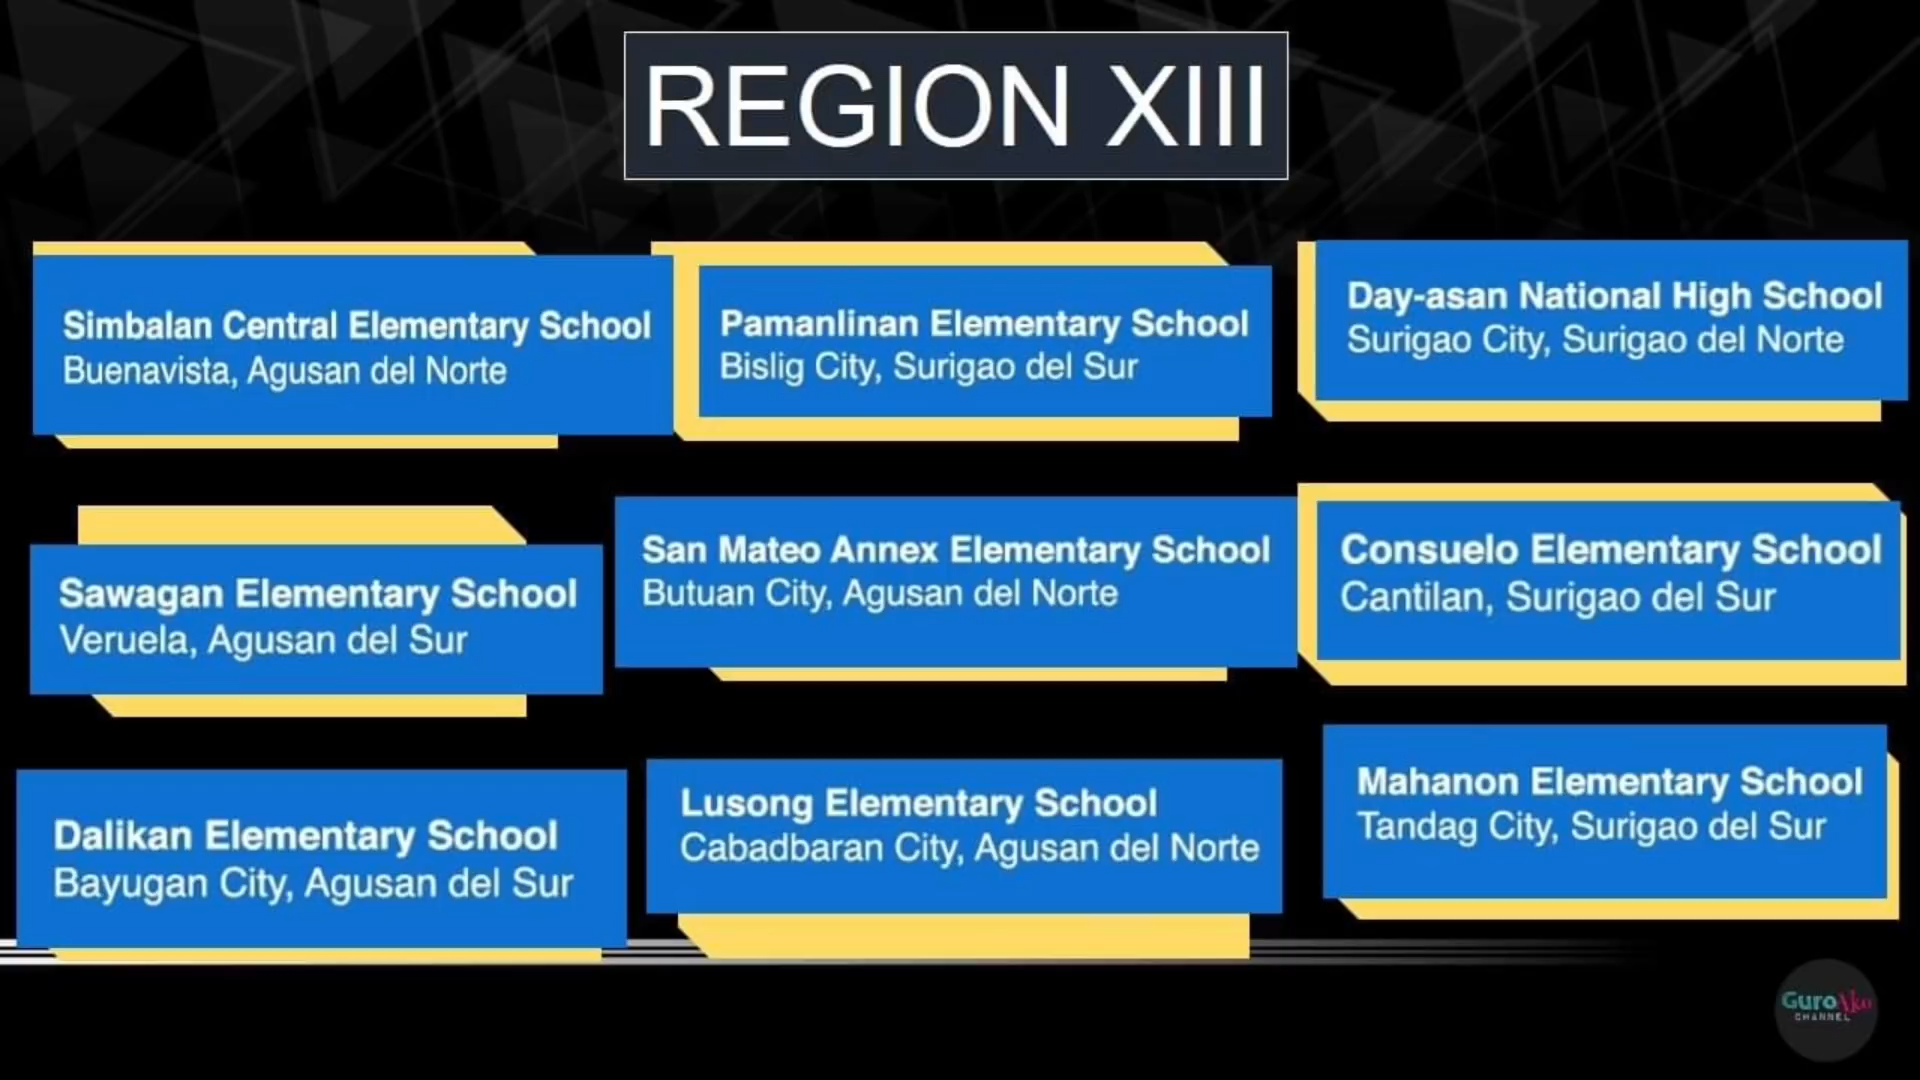 REGION XIII
Simbalan Central Elementary School
Buenavista, Agusan del Norte
Pamanlinan Elementary School
Bislig City, Surigao del Sur
Day-asan National High School
Surigao City, Surigao del Norte
Sawagan Elementary School
Veruela, Agusan del Sur
San Mateo Annex Elementary School
Butuan City, Agusan del Norte
Consuelo Elementary School
Cantilan, Surigao del Sur
Dalikan Elementary School
Bayugan City, Agusan del Sur
Lusong Elementary School
Cabadbaran City, Agusan del Norte
Mahanon Elementary School
Tandag City, Surigao del Sur
GuroAko
CHANNEL